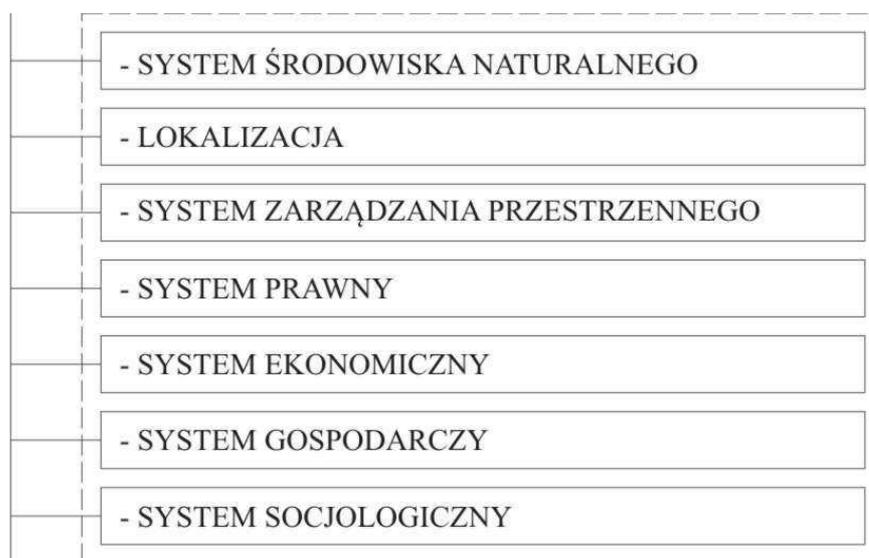 - SYSTEM ŚRODOWISKA NATURALNEGO
- LOKALIZACJA
- SYSTEM ZARZĄDZANIA PRZESTRZENNEGO
- SYSTEM PRAWNY
- SYSTEM EKONOMICZNY
- SYSTEM GOSPODARCZY
- SYSTEM SOCJOLOGICZNY